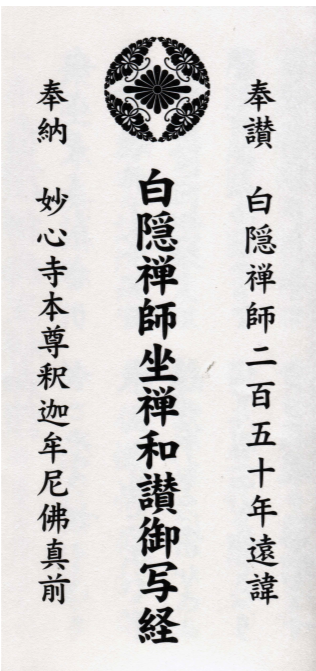 奉讃　白隠禅師二百五十年遠諱
白隠禅師坐禅和讃御写経
奉納　妙心寺本尊釈迦牟尼佛真前